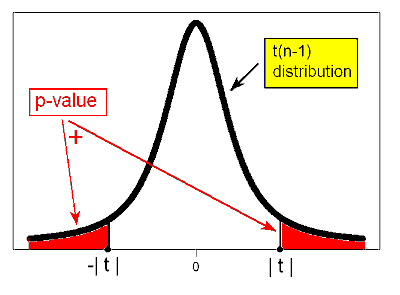 t(n-1)
distribution
p-value
+
-| t |
0
| t |